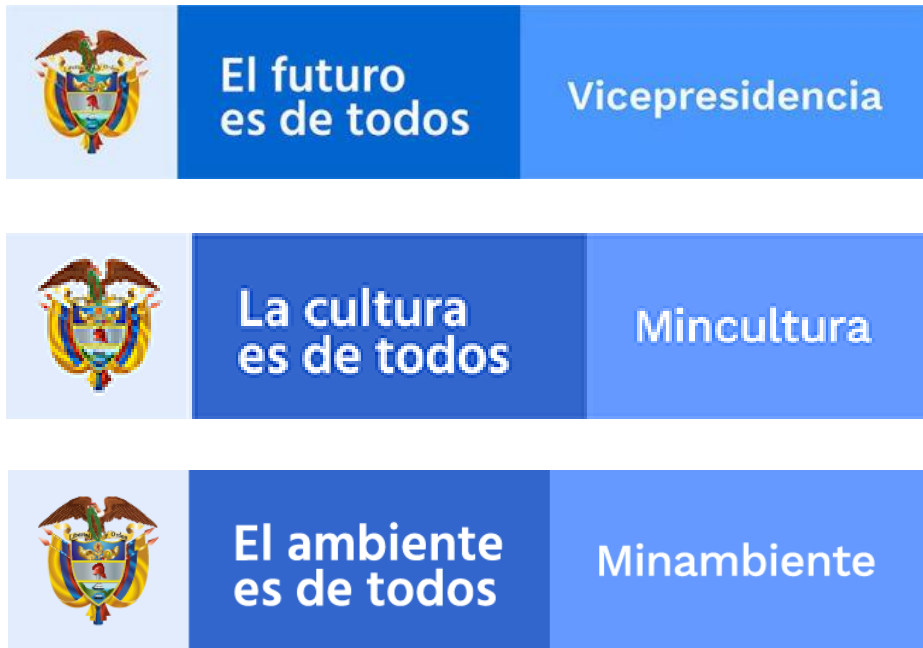 El futuro
es de todos
Vicepresidencia
La cultura
es de todos
Mincultura
El ambiente
es de todos
Minambiente